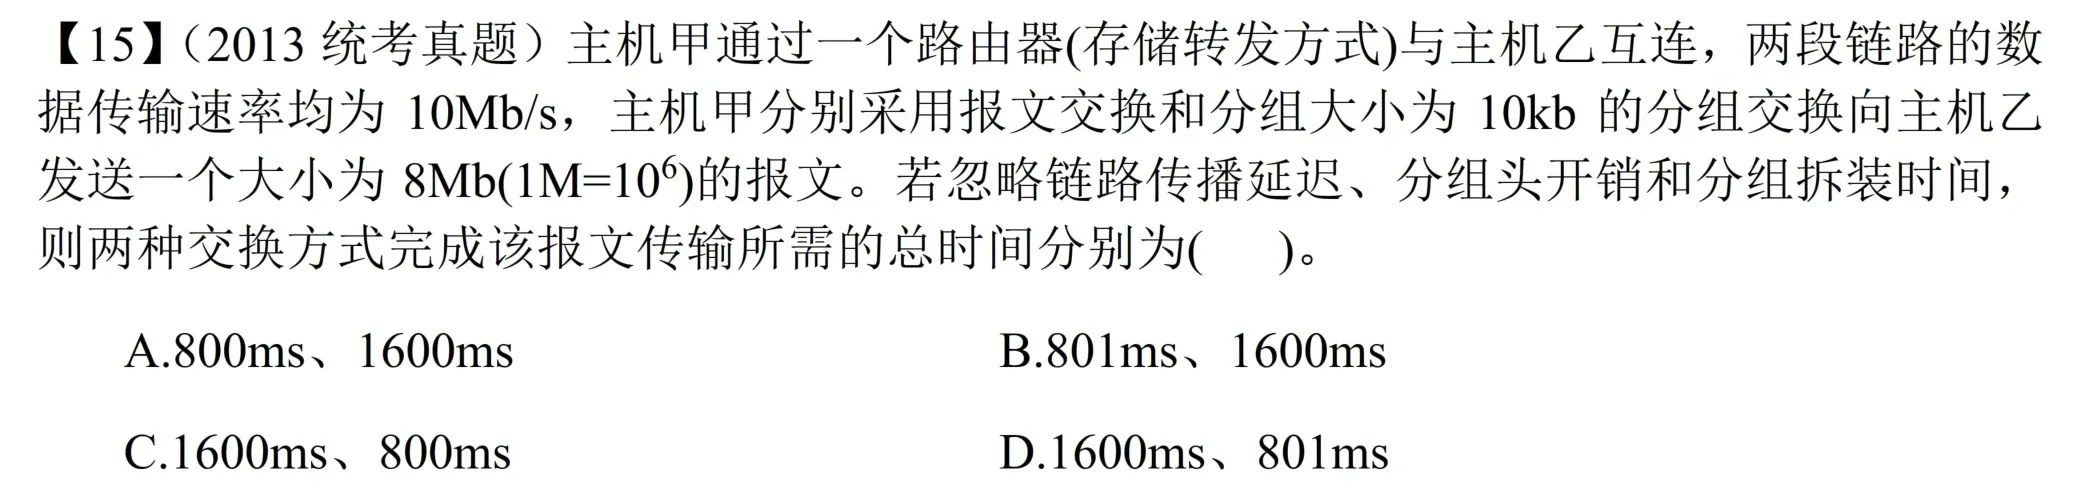 【15】（2013 统考真题）主机甲通过一个路由器(存储转发方式)与主机乙互连，两段链路的数
据传输速率均为 10Mb/s，主机甲分别采用报文交换和分组大小为 10kb 的分组交换向主机乙
发送一个大小为 8Mb(1M=10⁶)的报文。若忽略链路传播延迟、分组头开销和分组拆装时间，
则两种交换方式完成该报文传输所需的总时间分别为(    )。
A.800ms、1600ms B.801ms、1600ms
C.1600ms、800ms D.1600ms、801ms